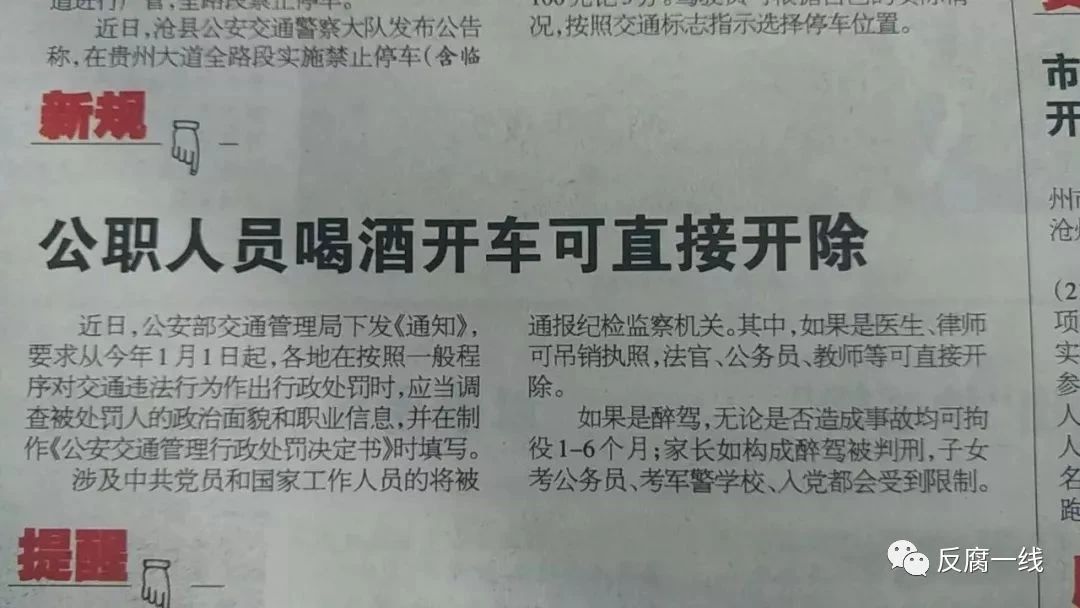 近日,沧县公安交通警察大队发布公告
称,在贵州大道全路段实施禁止停车(含临
况,按照交通标志指示选择停车位置。
新规
公职人员喝酒开车可直接开除
近日,公安部交通管理局下发《通知》,
要求从今年1月1日起,各地在按照一般程
序对交通违法行为作出行政处罚时,应当调
查被处罚人的政治面貌和职业信息,并在制
作《公安交通管理行政处罚决定书》时填写。
涉及中共党员和国家工作人员的将被
通报纪检监察机关。其中,如果是医生、律师
可吊销执照,法官、公务员、教师等可直接开
除。
如果是醉驾,无论是否造成事故均可拘
役1-6个月;家长如构成醉驾被判刑,子女
考公务员、考军警学校、入党都会受到限制。
提醒
市
开
州市
沧州
(2
项
实
参
人
人
名
跑
反腐一线